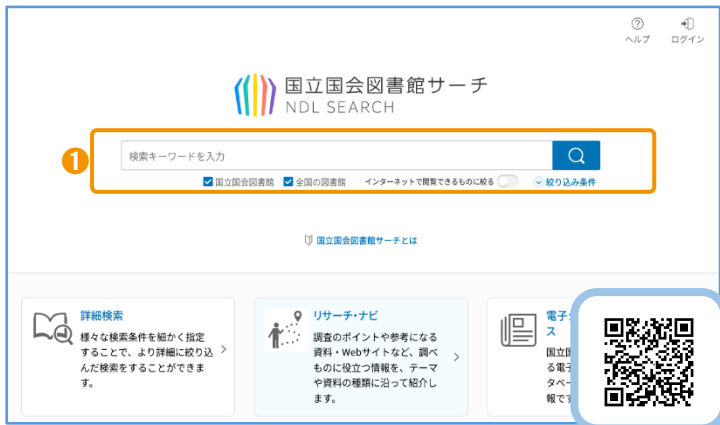 ヘルプ ログイン
国立国会図書館サーチ
NDL SEARCH
1
検索キーワードを入力
国立国会図書館 全国の図書館 インターネットで閲覧できるものに絞る 絞り込み条件
国立国会図書館サーチとは
詳細検索
様々な検索条件を細かく指定
することで、より詳細に絞り込
んだ検索をすることができま
す。
リサーチ・ナビ
調査のポイントや参考になる
資料・Webサイトなど、調べ
ものに役立つ情報を、テーマ
や資料の種類に沿って紹介し
ます。
電子
ス
国立
る電子
タベー
報で